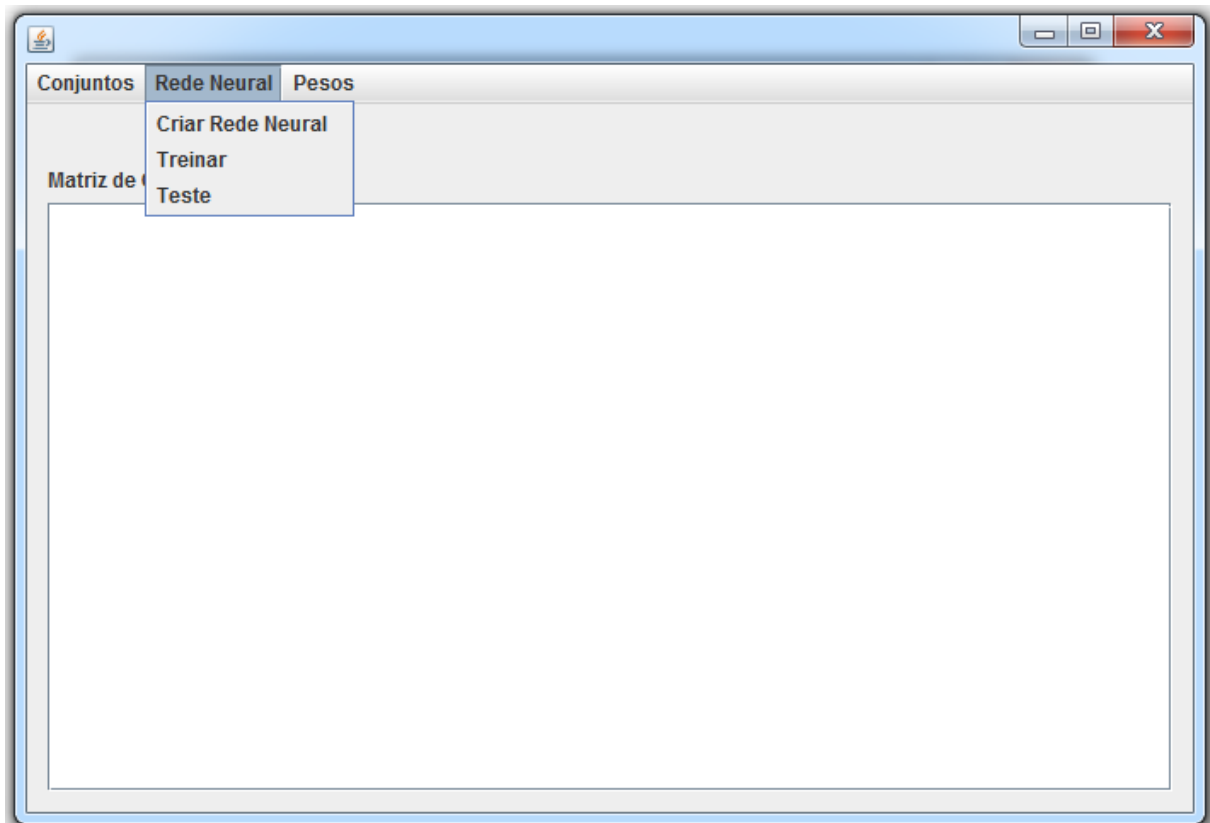 Conjuntos Rede Neural Pesos
Criar Rede Neural
Treinar
Matriz de
Teste